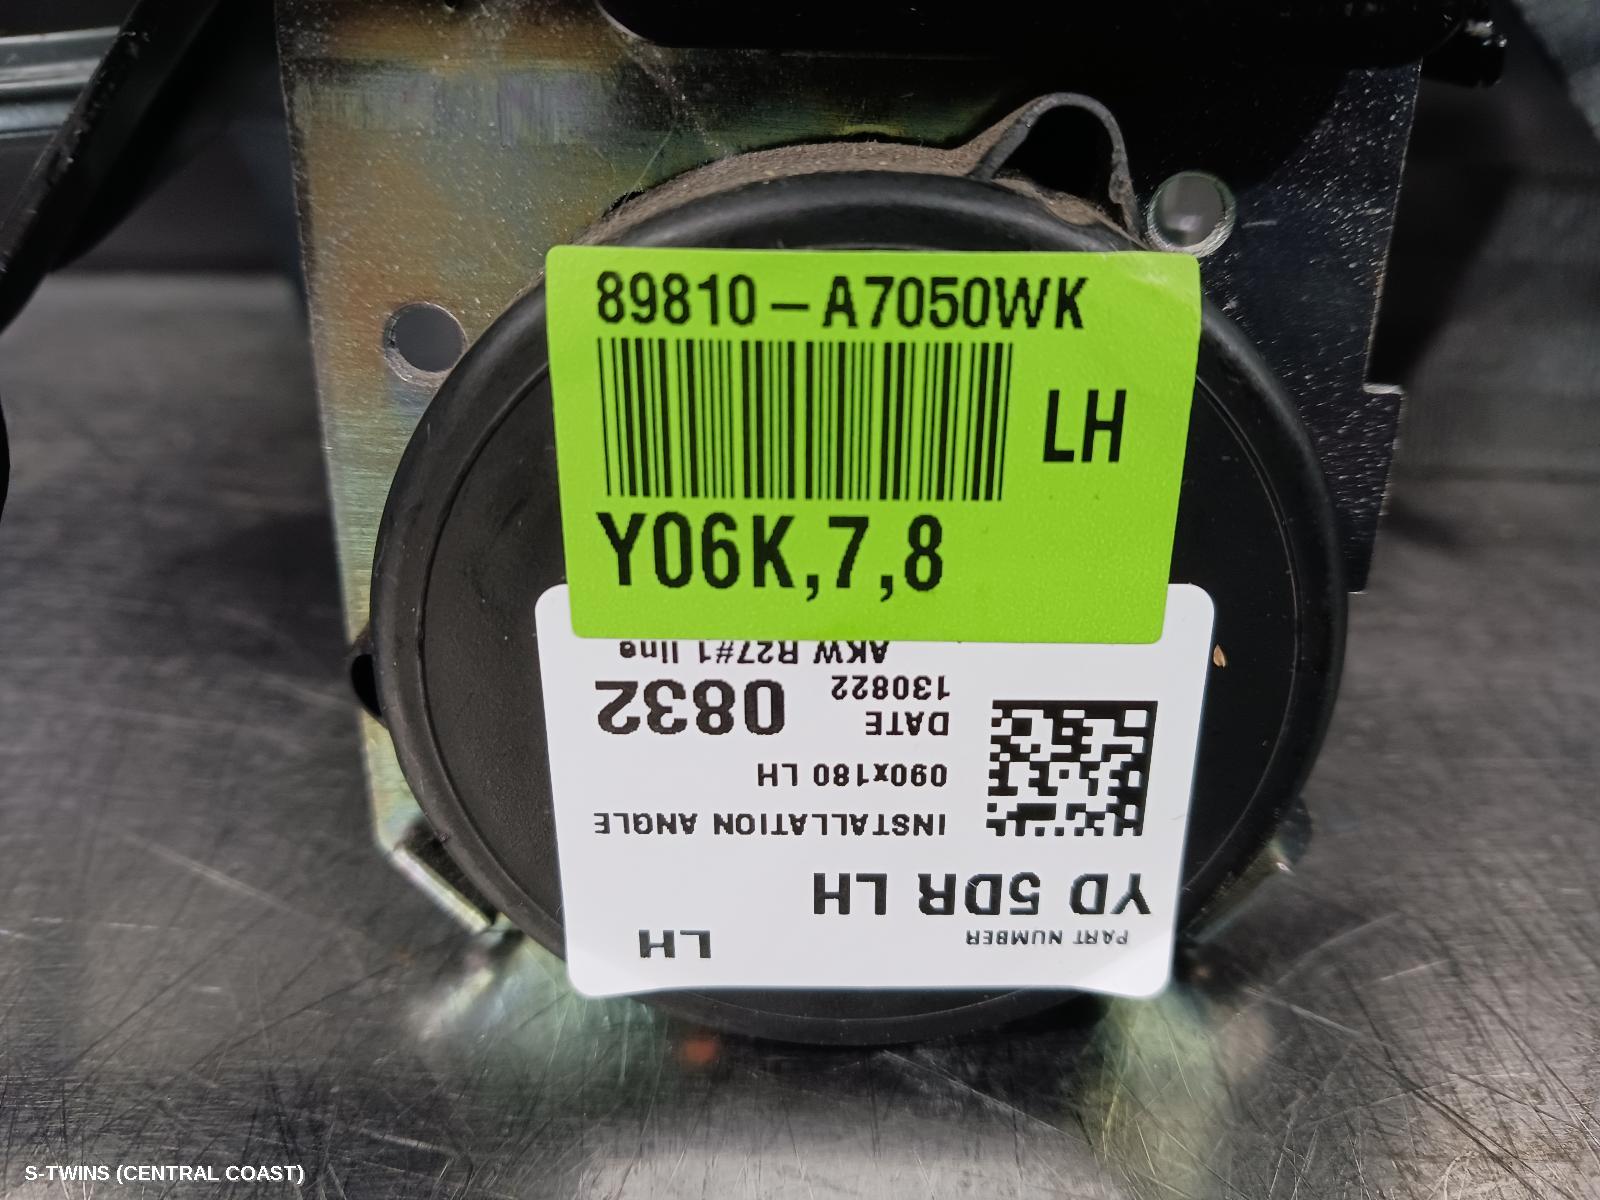 89810-A7050WK
LH
Y06K,7,8
LH
PART NUMBER
YD 5DR LH
INSTALLATION ANGLE
090x180 LH
DATE
130822
0832
AKW R27#1 line
S-TWINS (CENTRAL COAST)